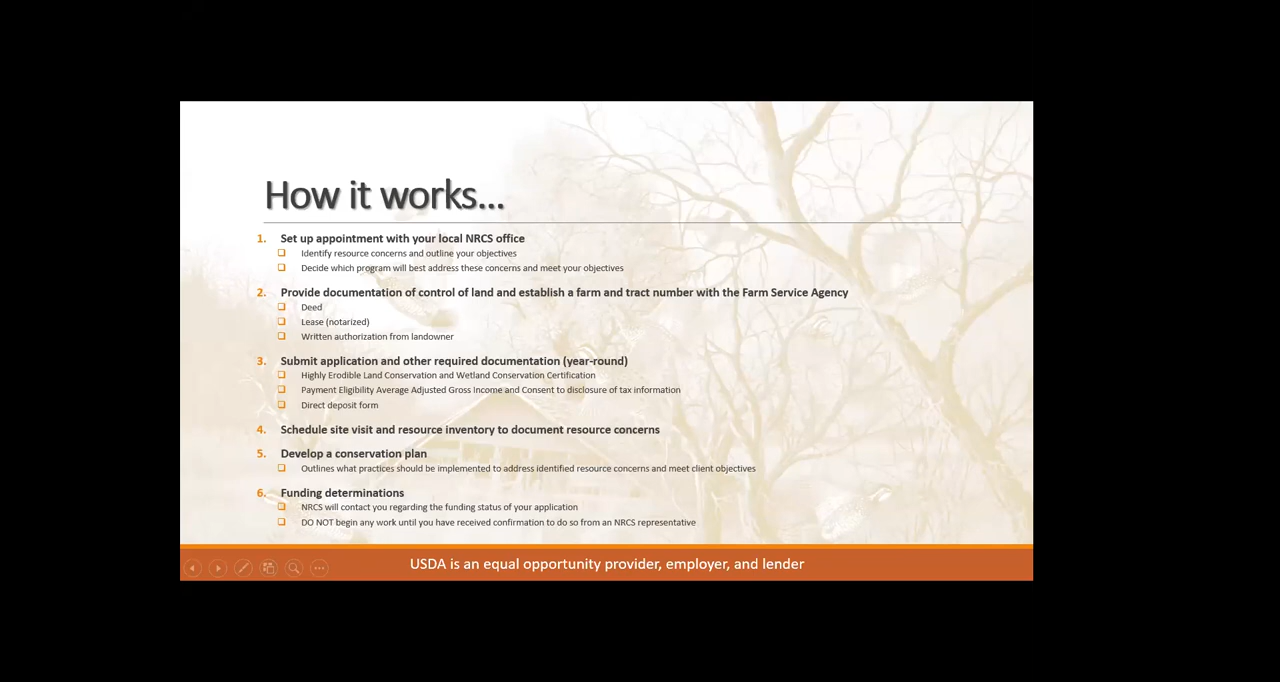 How it works...
1. Set up appointment with your local NRCS office
❑ Identify resource concerns and outline your objectives
❑ Decide which program will best address these concerns and meet your objectives
2. Provide documentation of control of land and establish a farm and tract number with the Farm Service Agency
❑ Deed
❑ Lease (notarized)
❑ Written authorization from landowner
3. Submit application and other required documentation (year-round)
❑ Highly Erodible Land Conservation and Wetland Conservation Certification
❑ Payment Eligibility Average Adjusted Gross Income and Consent to disclosure of tax information
❑ Direct deposit form
4. Schedule site visit and resource inventory to document resource concerns
5. Develop a conservation plan
❑ Outlines what practices should be implemented to address identified resource concerns and meet client objectives
6. Funding determinations
❑ NRCS will contact you regarding the funding status of your application
❑ DO NOT begin any work until you have received confirmation to do so from an NRCS representative
USDA is an equal opportunity provider, employer, and lender